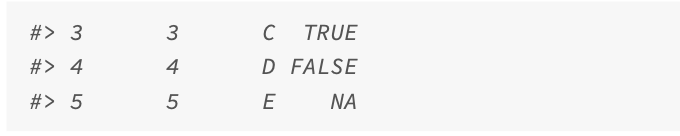 #> 3       3       C  TRUE
#> 4       4       D FALSE
#> 5       5       E    NA